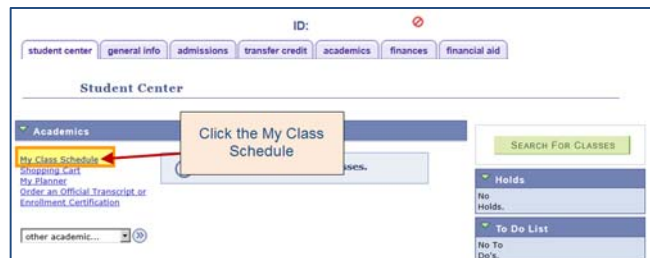 ID:
student center
general info
admissions
transfer credit
academics
finances
financial aid
Student Center
Academics
Click the My Class
Schedule
My Class Schedule
Shopping Cart
My Planner
Order an Official Transcript or
Enrollment Certification
other academic...
SEARCH FOR CLASSES
Holds
No
Holds.
To Do List
No To
Do's.